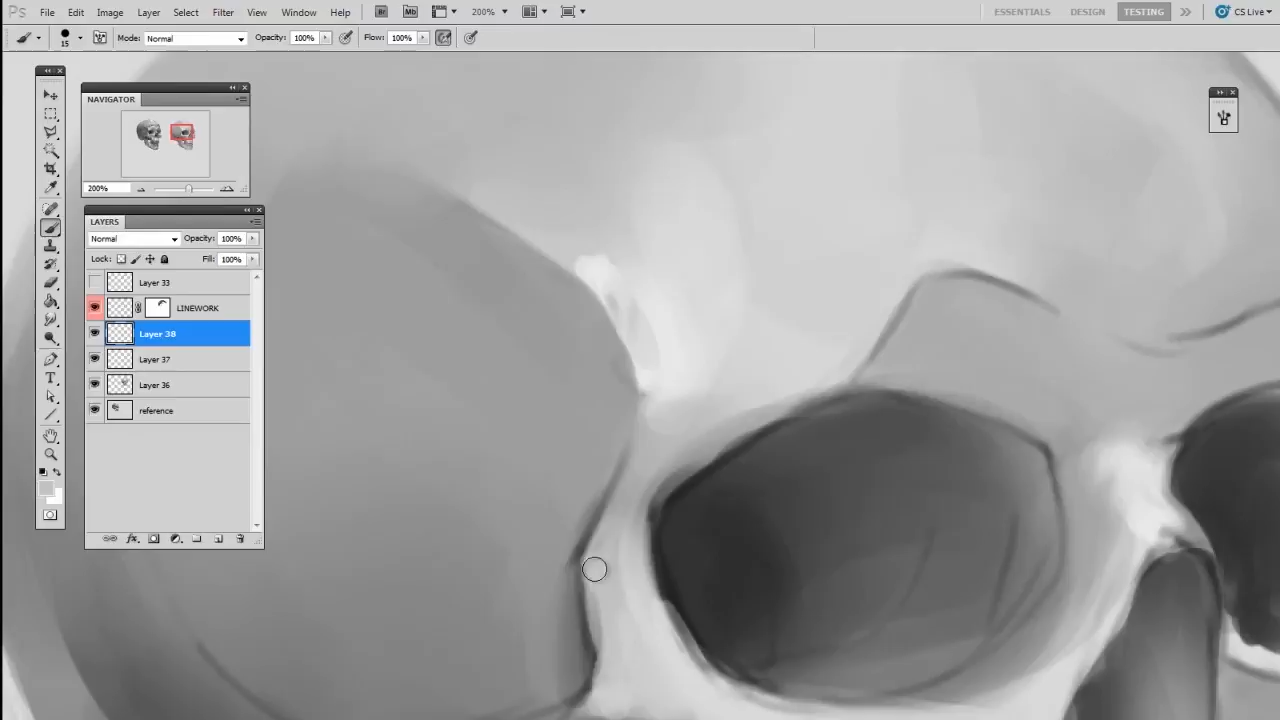 Ps File Edit Image Layer Select Filter View Window Help Br Mb 200% ESSENTIALS DESIGN TESTING CS Live
15 Mode: Normal Opacity: 100% Flow: 100%
NAVIGATOR
200%
LAYERS
Normal Opacity: 100%
Lock: Fill: 100%
Layer 33
LINEWORK
Layer 38
Layer 37
Layer 36
reference
T